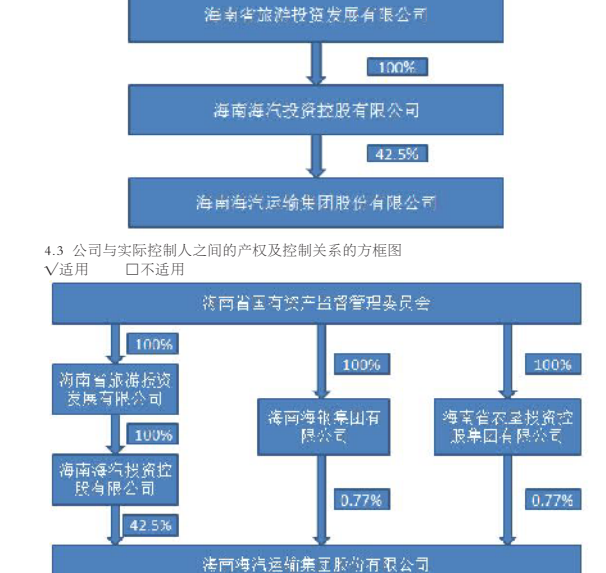 海南省旅游投资发展有限公司
100%
海南海汽投资控股有限公司
42.5%
海南海汽运输集团股份有限公司
4.3 公司与实际控制人之间的产权及控制关系的方框图
√适用 □不适用
海南省国有资产监督管理委员会
100%
100%
100%
海南省旅游投资
发展有限公司
海南海钢集团有
限公司
海南省农垦投资控
股集团有限公司
100%
海南海汽投资控
股有限公司
0.77%
0.77%
42.5%
海南海汽运输集团股份有限公司